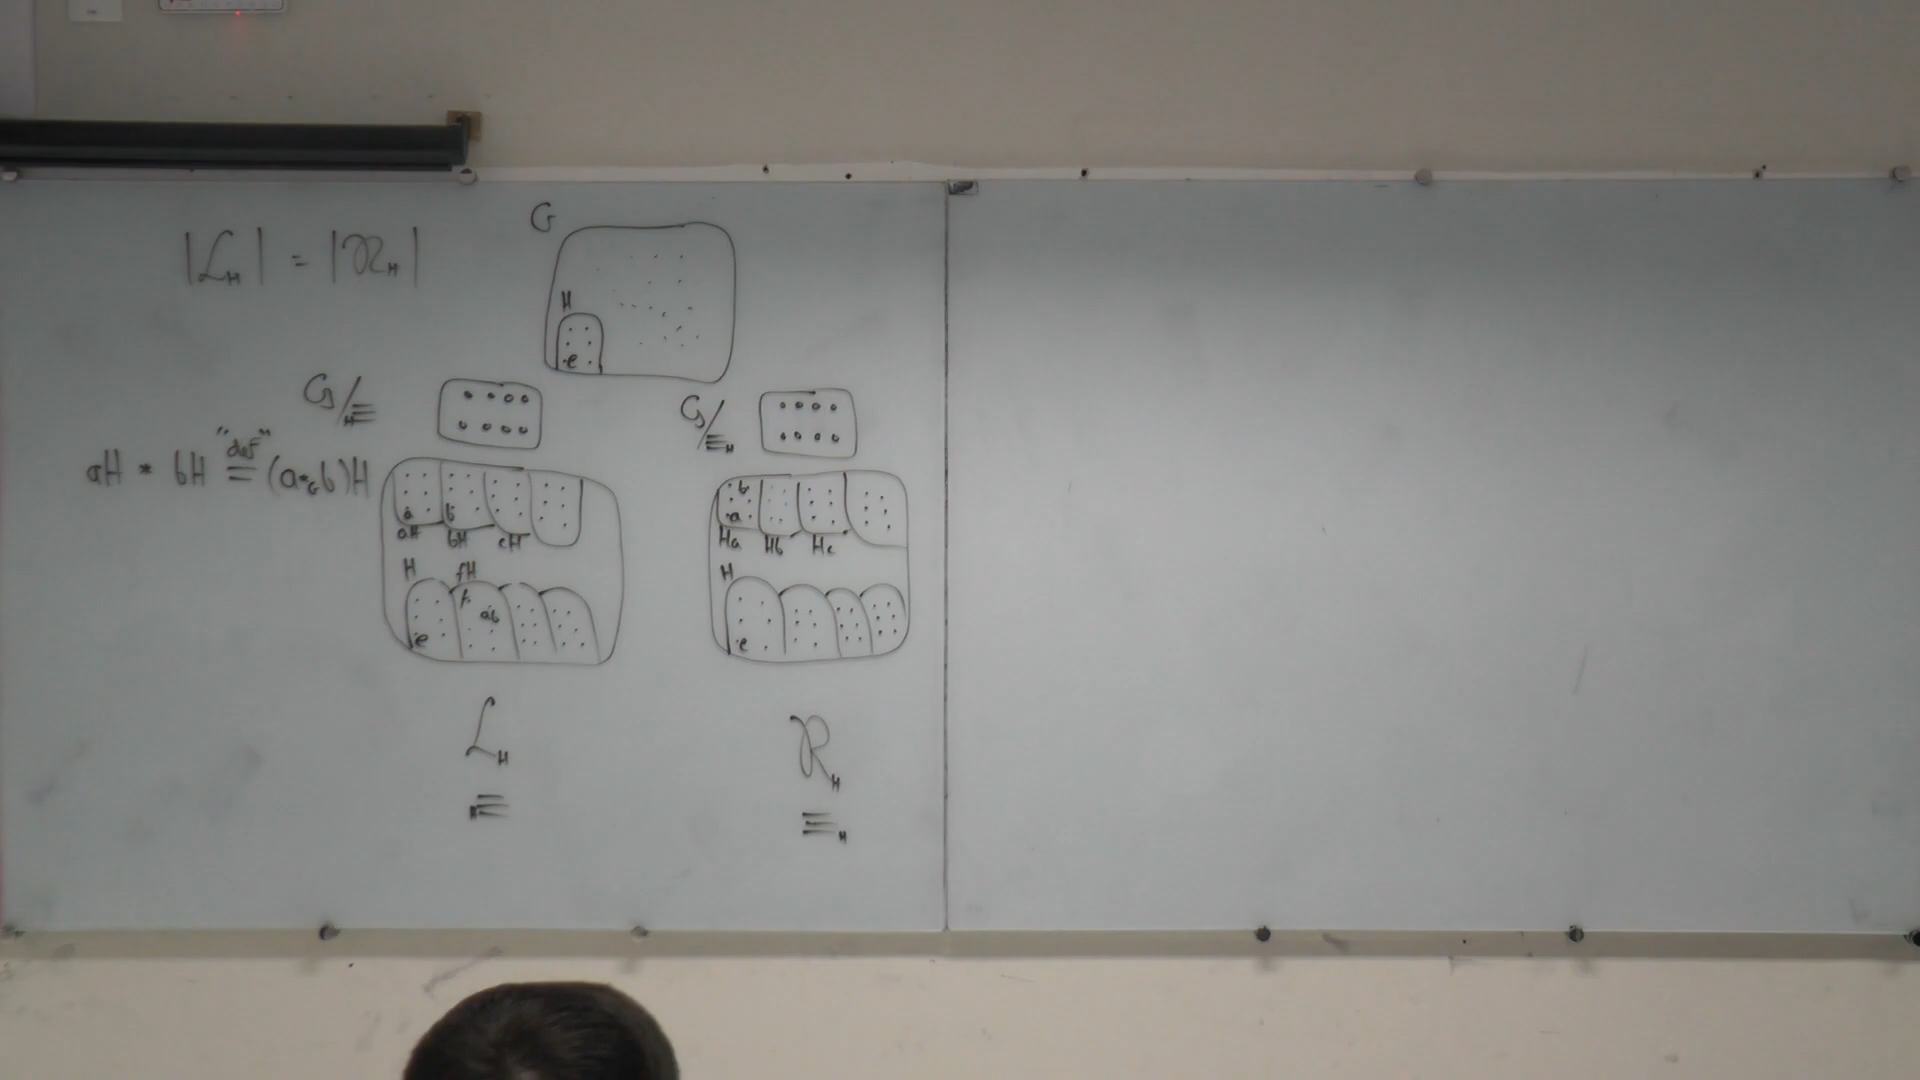 G
|ℒ_H| = |ℛ_H|
H
e
G/_H≡
G/≡_H
aH * bH "def"= (a *_G b)H
a b
aH bH cH
H fH
f ab
e
b
a
Ha Hb Hc
H
e
ℒ_H
ℛ_H
_H≡
≡_H